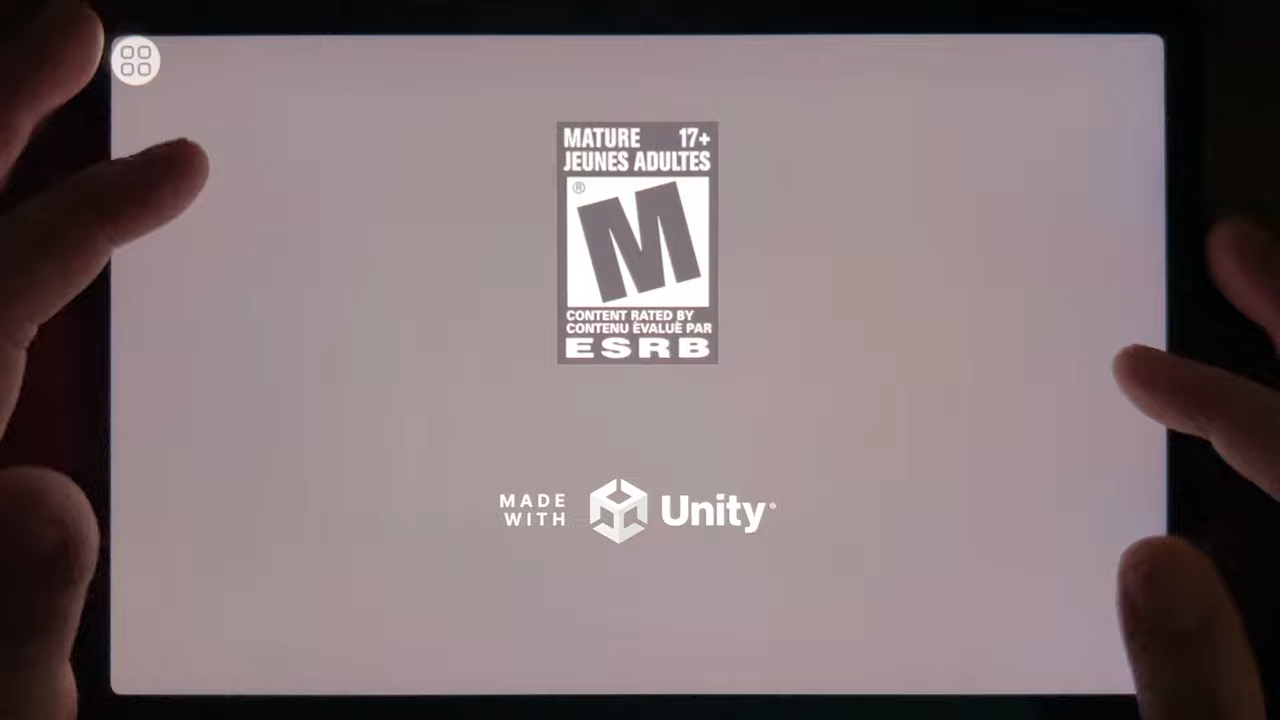 MATURE 17+
JEUNES ADULTES
®
M
CONTENT RATED BY
CONTENU ÉVALUÉ PAR
ESRB
MADE
WITH
Unity®